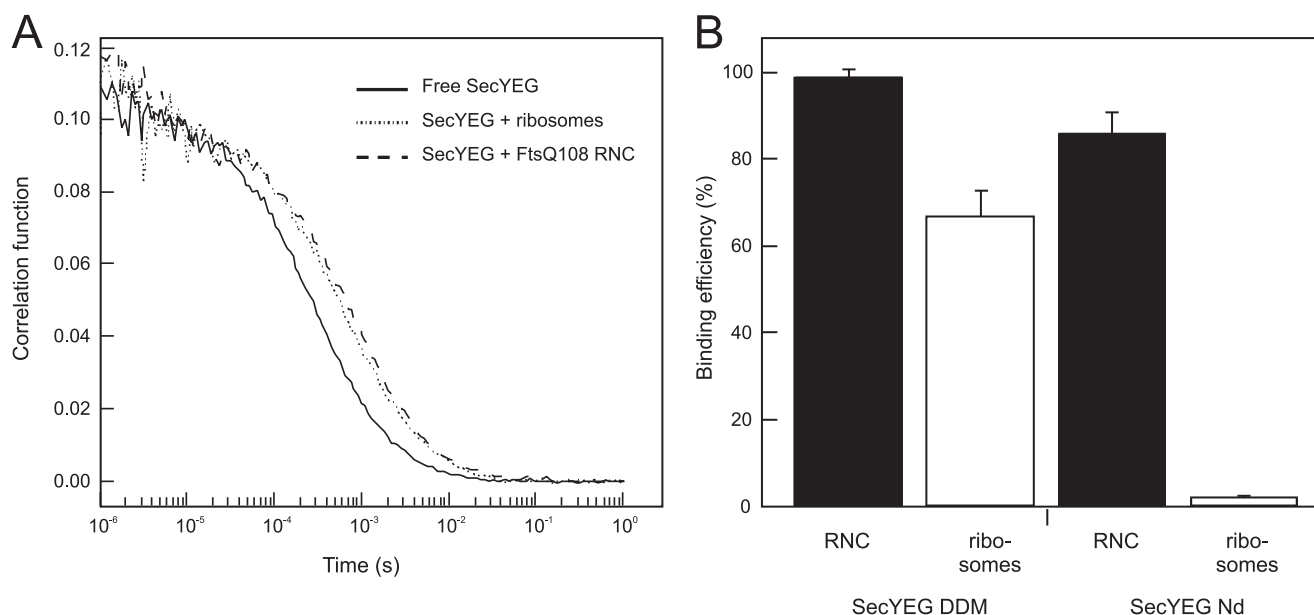 A
Correlation function
0.12
0.10
0.08
0.06
0.04
0.02
0.00
10⁻⁶
10⁻⁵
10⁻⁴
10⁻³
10⁻²
10⁻¹
10⁰
Time (s)
Free SecYEG
SecYEG + ribosomes
SecYEG + FtsQ108 RNC
B
Binding efficiency (%)
100
80
60
40
20
0
RNC
ribo-
somes
RNC
ribo-
somes
SecYEG DDM
SecYEG Nd